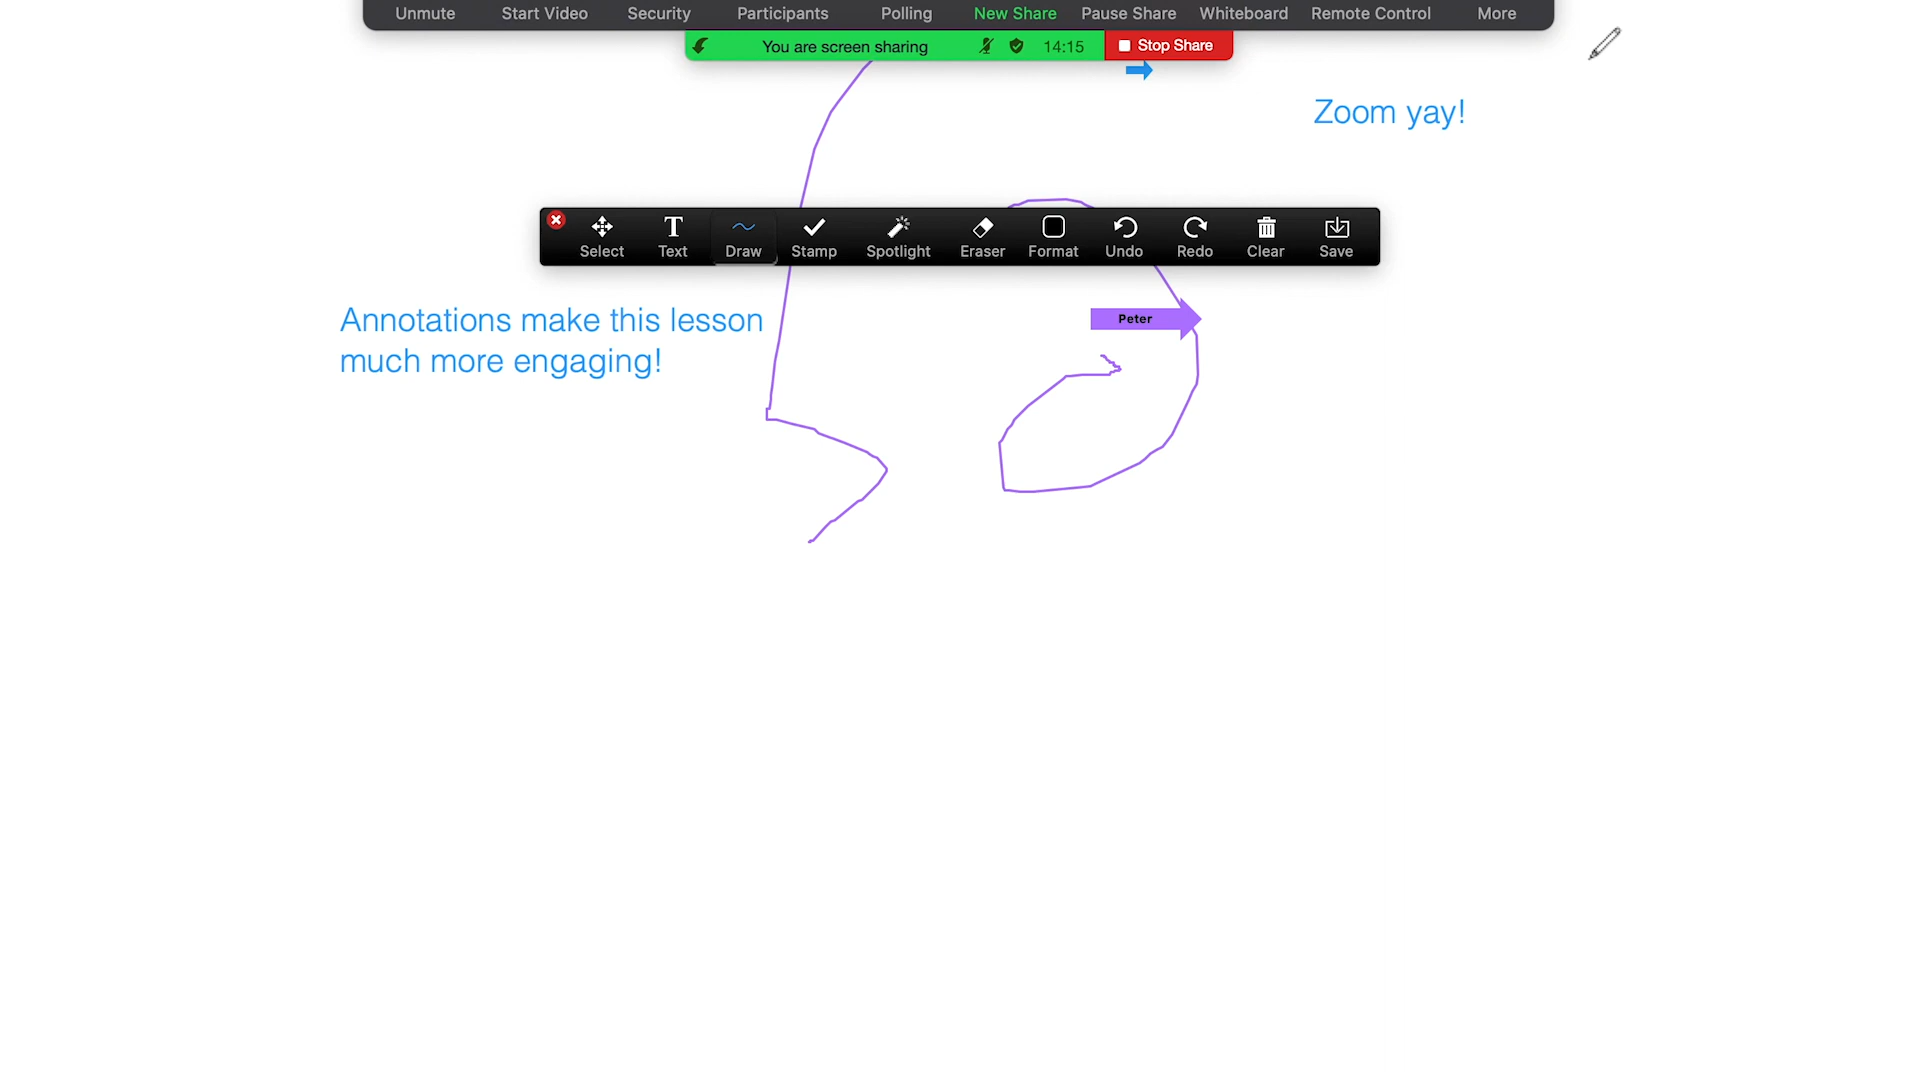 Unmute Start Video Security Participants Polling New Share Pause Share Whiteboard Remote Control More
You are screen sharing 14:15 Stop Share
Zoom yay!
Select Text Draw Stamp Spotlight Eraser Format Undo Redo Clear Save
Annotations make this lesson
much more engaging!
Peter